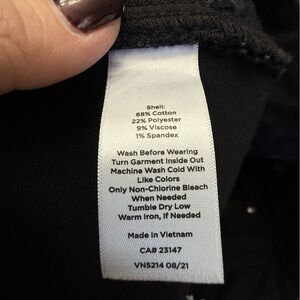 Shell:
68% Cotton
22% Polyester
9% Viscose
1% Spandex
Wash Before Wearing
Turn Garment Inside Out
Machine Wash Cold With
Like Colors
Only Non-Chlorine Bleach
When Needed
Tumble Dry Low
Warm Iron, if Needed
Made in Vietnam
CA# 23147
VN5214 08/21